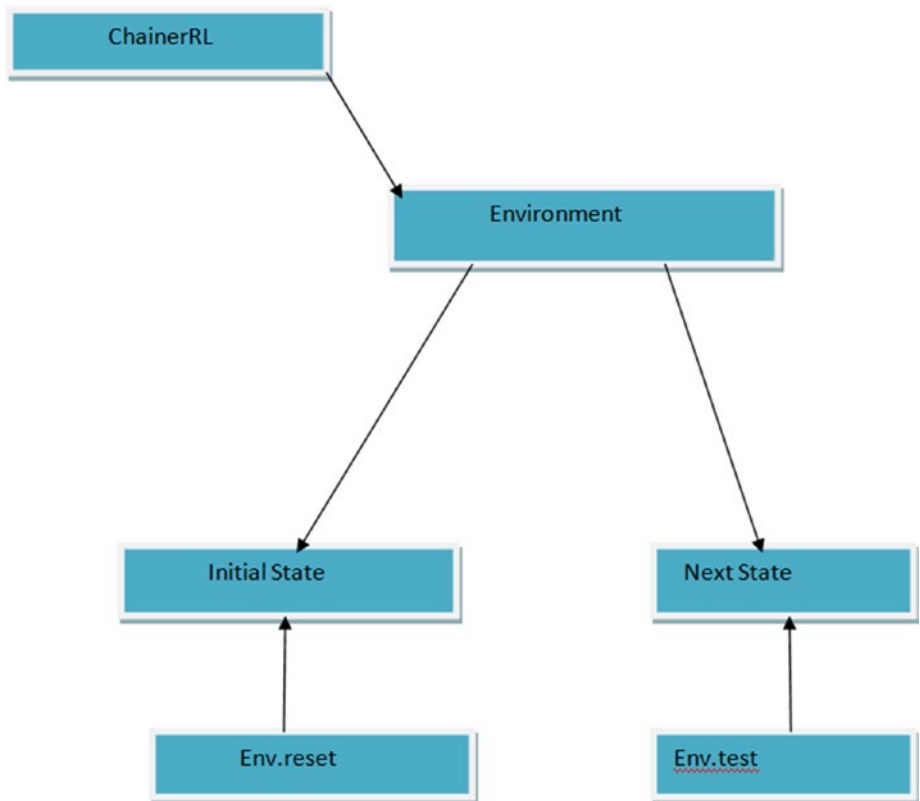 ChainerRL
Environment
Initial State
Next State
Env.reset
Env.test